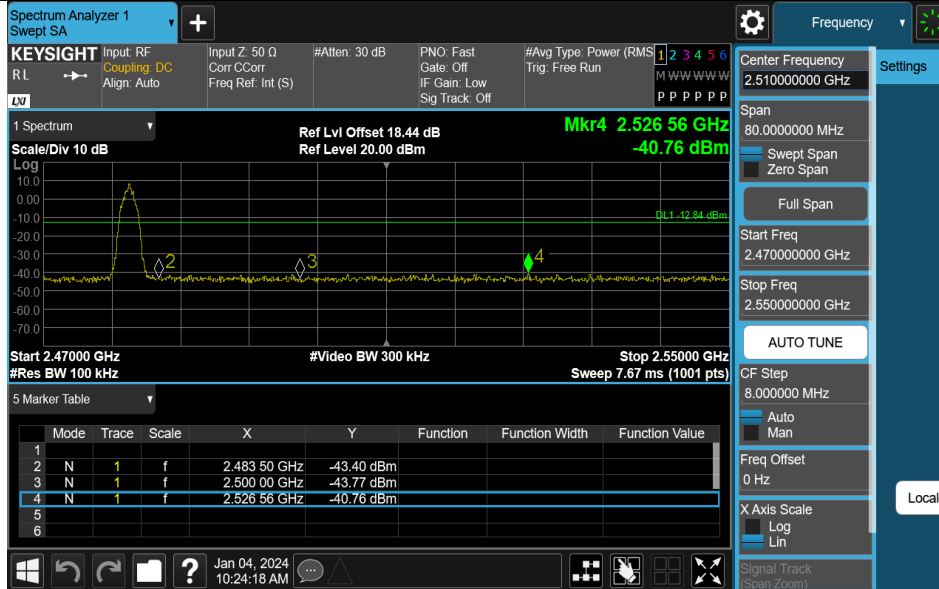 Spectrum Analyzer 1
Swept SA
+
Frequency
KEYSIGHT
R L
LXI
Input: RF
Coupling: DC
Align: Auto
Input Z: 50 Ω
Corr CCorr
Freq Ref: Int (S)
#Atten: 30 dB
PNO: Fast
Gate: Off
IF Gain: Low
Sig Track: Off
#Avg Type: Power (RMS
Trig: Free Run
1 2 3 4 5 6
M W W W W W
P P P P P P
1 Spectrum
Scale/Div 10 dB
Ref Lvl Offset 18.44 dB
Ref Level 20.00 dBm
Mkr4 2.526 56 GHz
-40.76 dBm
Log
10.0
0.00
-10.0
-20.0
-30.0
-40.0
-50.0
-60.0
-70.0
DL1 -12.84 dBm
2
3
4
Start 2.47000 GHz
#Video BW 300 kHz
Stop 2.55000 GHz
#Res BW 100 kHz
Sweep 7.67 ms (1001 pts)
5 Marker Table
Mode Trace Scale X Y Function Function Width Function Value
1
2 N 1 f 2.483 50 GHz -43.40 dBm
3 N 1 f 2.500 00 GHz -43.77 dBm
4 N 1 f 2.526 56 GHz -40.76 dBm
5
6
?
Jan 04, 2024
10:24:18 AM
Center Frequency
2.510000000 GHz
Settings
Span
80.0000000 MHz
Swept Span
Zero Span
Full Span
Start Freq
2.470000000 GHz
Stop Freq
2.550000000 GHz
AUTO TUNE
CF Step
8.000000 MHz
Auto
Man
Freq Offset
0 Hz
Local
X Axis Scale
Log
Lin
Signal Track
(Span Zoom)